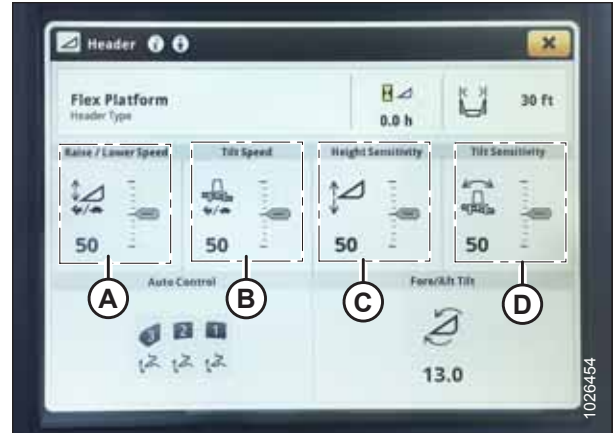 Header
Flex Platform
Header Type
0.0 h
30 ft
Raise / Lower Speed
Tilt Speed
Height Sensitivity
Tilt Sensitivity
50
50
50
50
A
B
C
D
Auto Control
Fore/Aft Tilt
3 2 1
13.0
1026454